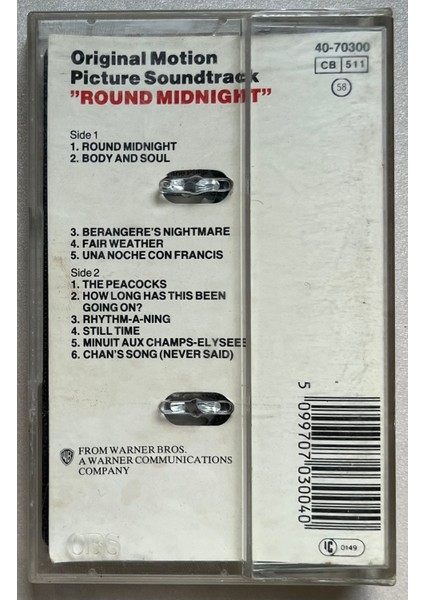 Original Motion
Picture Soundtrack
"ROUND MIDNIGHT"
40-70300
CB 511
58
Side 1
1. ROUND MIDNIGHT
2. BODY AND SOUL
3. BERANGERE'S NIGHTMARE
4. FAIR WEATHER
5. UNA NOCHE CON FRANCIS
Side 2
1. THE PEACOCKS
2. HOW LONG HAS THIS BEEN
GOING ON?
3. RHYTHM-A-NING
4. STILL TIME
5. MINUIT AUX CHAMPS-ELYSEES
6. CHAN'S SONG (NEVER SAID)
FROM WARNER BROS.
A WARNER COMMUNICATIONS
COMPANY
5 099707 030040
IC 0149